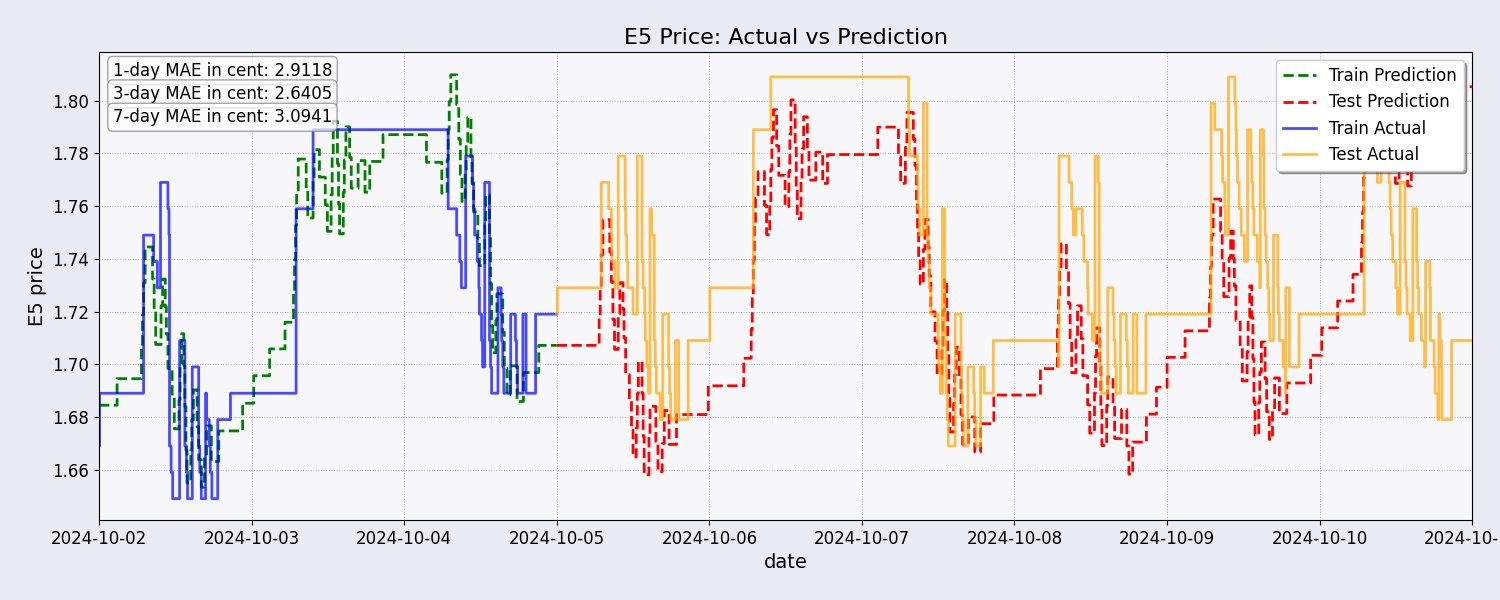 E5 Price: Actual vs Prediction
1-day MAE in cent: 2.9118
3-day MAE in cent: 2.6405
7-day MAE in cent: 3.0941
Train Prediction
Test Prediction
Train Actual
Test Actual
E5 price
1.80
1.78
1.76
1.74
1.72
1.70
1.68
1.66
2024-10-02 2024-10-03 2024-10-04 2024-10-05 2024-10-06 2024-10-07 2024-10-08 2024-10-09 2024-10-10 2024-10-
date